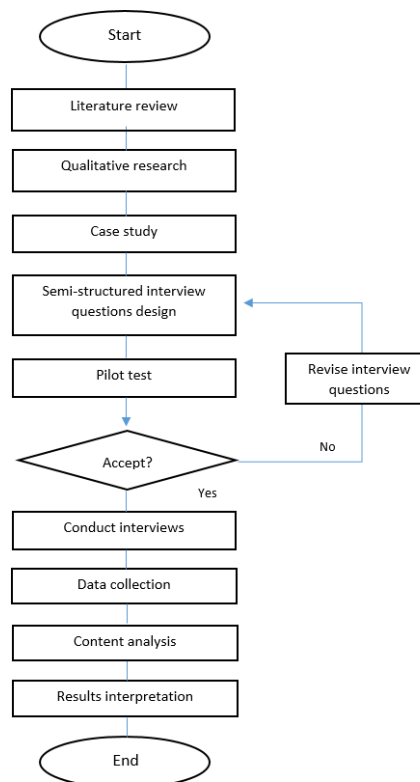 Start
Literature review
Qualitative research
Case study
Semi-structured interview
questions design
Pilot test
Revise interview
questions
Accept?
No
Yes
Conduct interviews
Data collection
Content analysis
Results interpretation
End